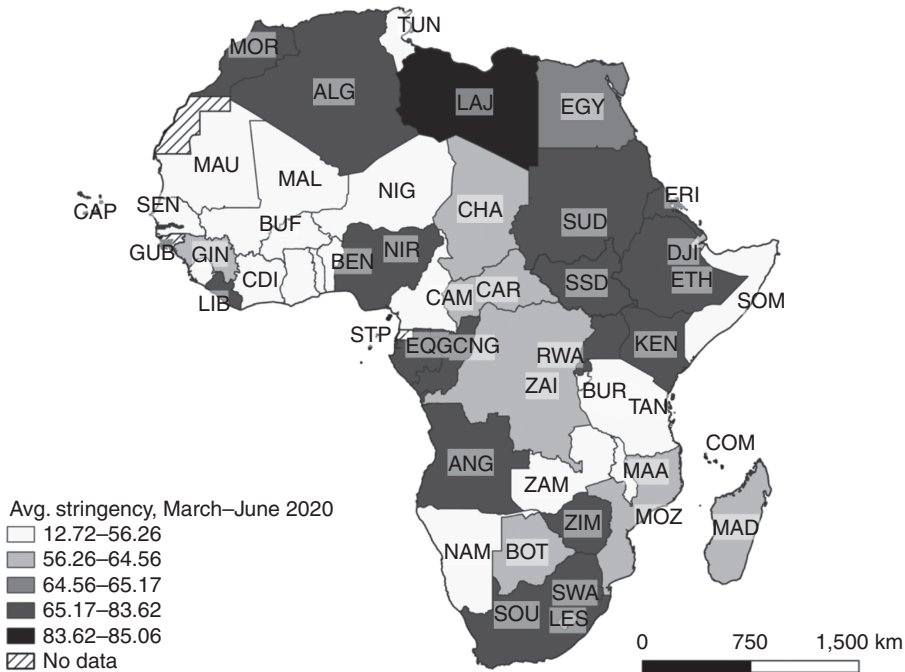 TUN
MOR
ALG
LAJ
EGY
MAU
MAL
NIG
CAP
SEN
CHA
ERI
BUF
SUD
GUB
GIN
BEN
NIR
DJI
CDI
ETH
LIB
CAM
CAR
SSD
SOM
STP
EQG
CNG
RWA
KEN
ZAI
BUR
TAN
COM
ANG
ZAM
MAA
MOZ
ZIM
MAD
NAM
BOT
SWA
SOU
LES
Avg. stringency, March–June 2020
12.72–56.26
56.26–64.56
64.56–65.17
65.17–83.62
83.62–85.06
No data
0 750 1,500 km